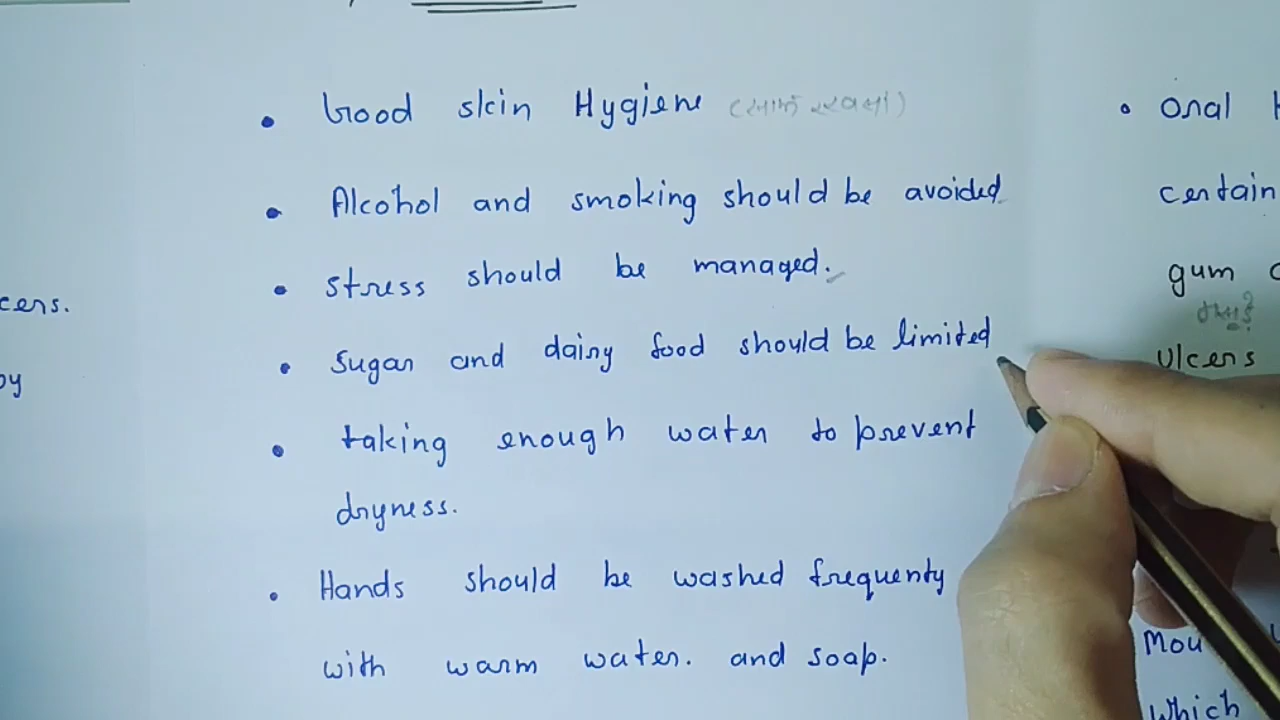 • Good skin Hygiene
• Alcohol and smoking should be avoided
• Stress should be managed.
• Sugar and dairy food should be limited
• taking enough water to prevent
dryness.
• Hands should be washed frequenty
with warm water. and soap.
cers.
by
• Oral H
certain
gum
Ulcers
Mou
which